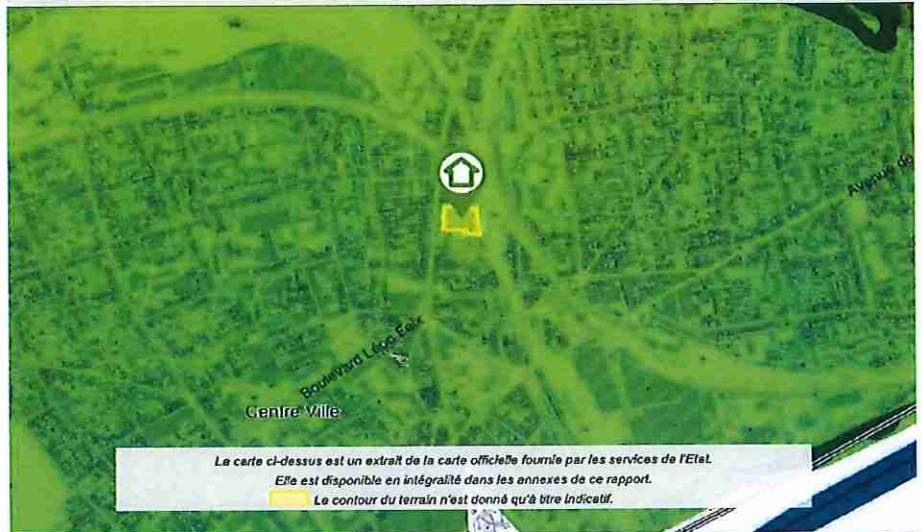 Avenue de
Boulevard Léon Feix
Centre Ville
La carte ci-dessus est un extrait de la carte officielle fournie par les services de l'Etat.
Elle est disponible en intégralité dans les annexes de ce rapport.
Le contour du terrain n'est donné qu'à titre indicatif.